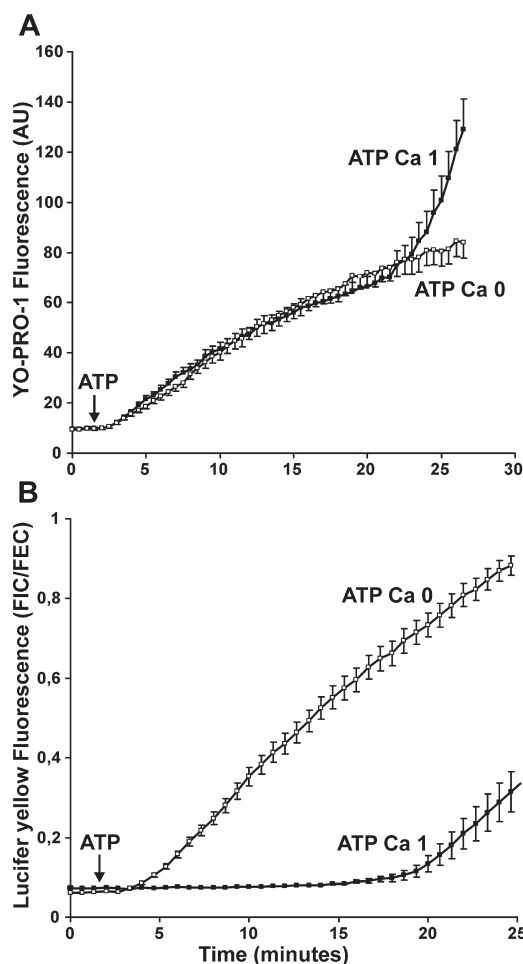 A
160
140
120
100
80
60
40
20
0
YO-PRO-1 Fluorescence (AU)
ATP Ca 1
ATP Ca 0
ATP
5
10
15
20
25
30
B
1
0,8
0,6
0,4
0,2
0
Lucifer yellow Fluorescence (FIC/FEC)
ATP Ca 0
ATP
ATP Ca 1
0
5
10
15
20
25
Time (minutes)